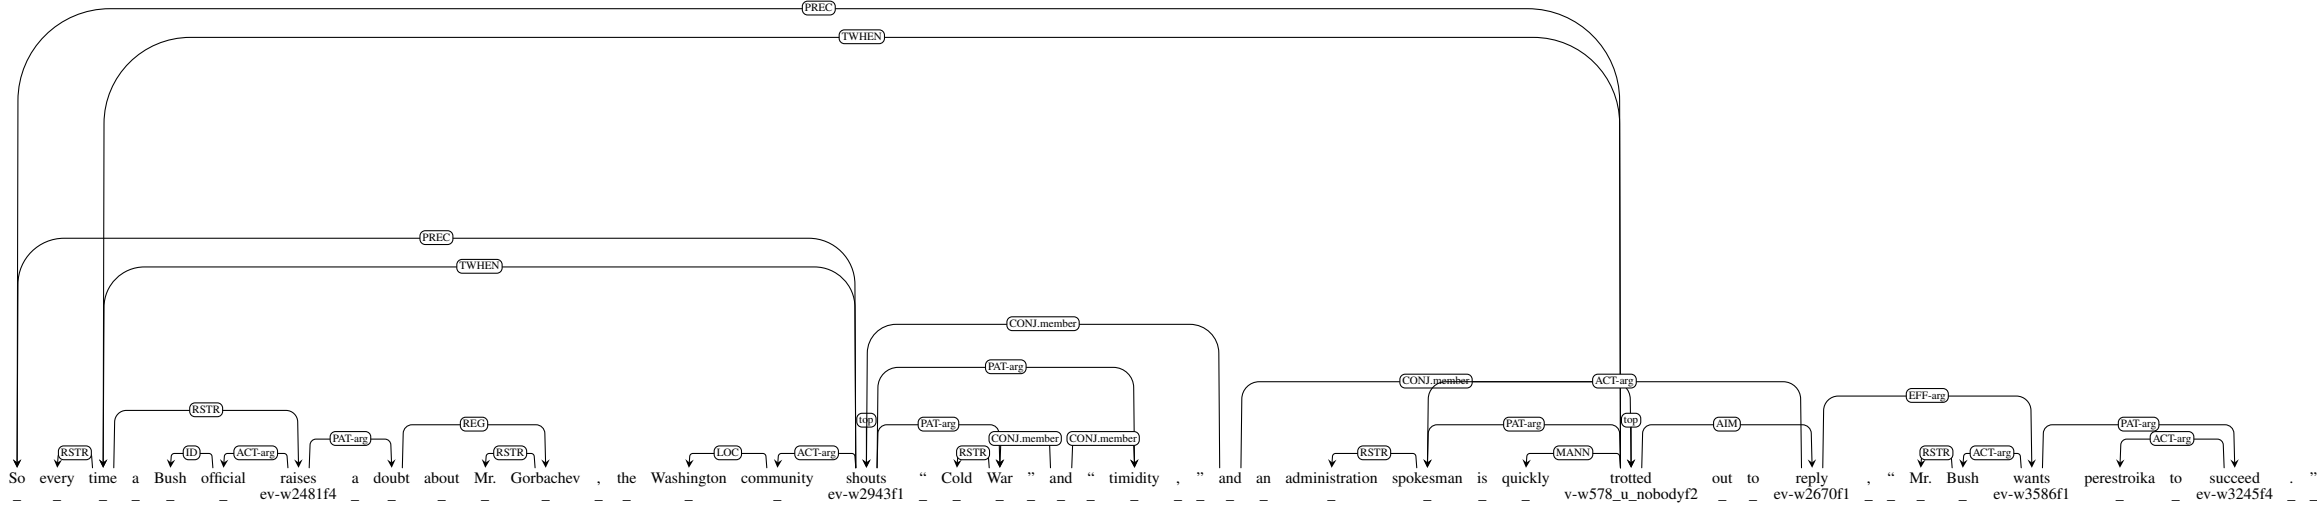 PREC
TWHEN
PREC
TWHEN
CONJ.member
PAT-arg
CONJ.member ACT-arg
EFF-arg
RSTR
top top
REG PAT-arg PAT-arg AIM PAT-arg
PAT-arg CONJ.member CONJ.member ACT-arg
RSTR ID ACT-arg RSTR LOC ACT-arg RSTR RSTR MANN RSTR ACT-arg
So every time a Bush official raises a doubt about Mr. Gorbachev , the Washington community shouts “ Cold War ” and “ timidity , ” and an administration spokesman is quickly trotted out to reply , “ Mr. Bush wants perestroika to succeed . ”
_ _ _ _ _ _ ev-w2481f4 _ _ _ _ _ _ _ _ _ ev-w2943f1 _ _ _ _ _ _ _ _ _ _ _ _ _ _ _ v-w578_u_nobodyf2 _ _ ev-w2670f1 _ _ _ _ ev-w3586f1 _ _ ev-w3245f4 _ _